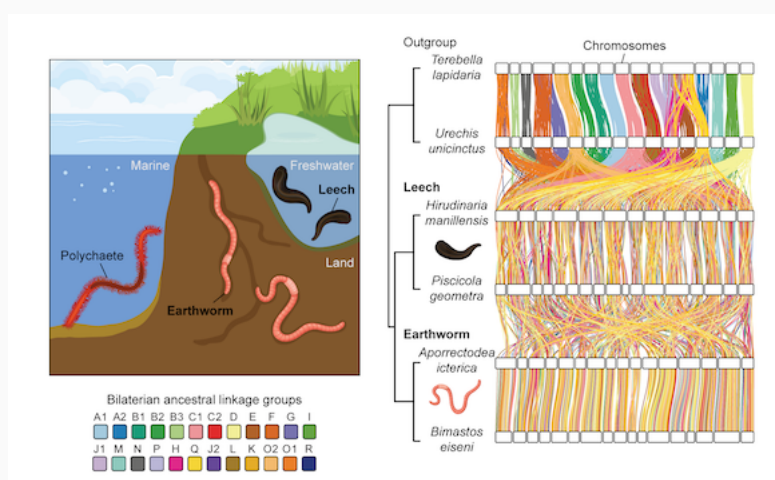 Marine
Freshwater
Leech
Polychaete
Land
Earthworm
Bilaterian ancestral linkage groups
A1 A2 B1 B2 B3 C1 C2 D E F G I
J1 M N P H Q J2 L K O2 O1 R
Outgroup
Chromosomes
Terebella
lapidaria
Urechis
unicinctus
Leech
Hirudinaria
manillensis
Piscicola
geometra
Earthworm
Aporrectodea
icterica
Bimastos
eiseni